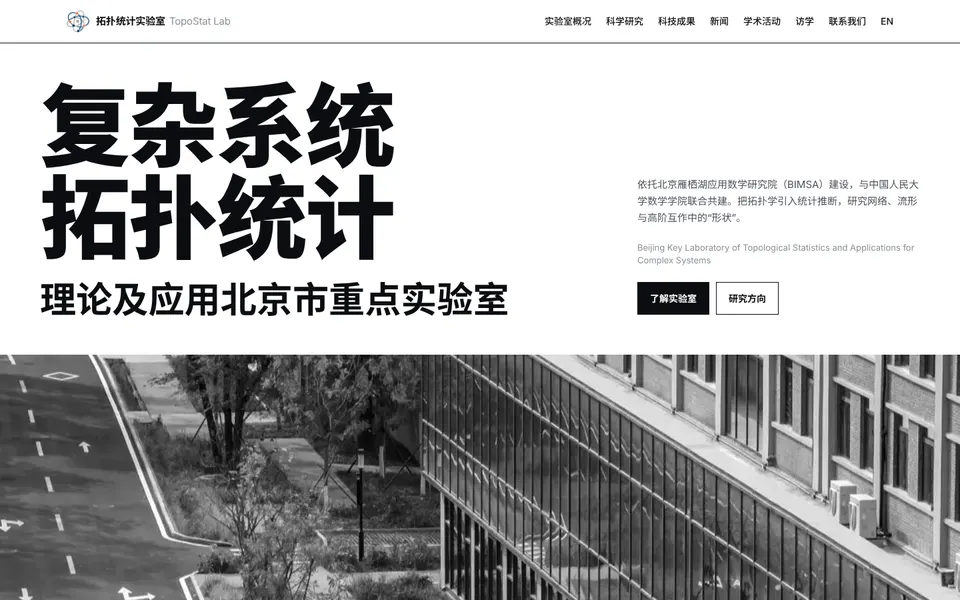 拓扑统计实验室 TopoStat Lab
实验室概况 科学研究 科技成果 新闻 学术活动 访学 联系我们 EN
复杂系统
拓扑统计
理论及应用北京市重点实验室
依托北京雁栖湖应用数学研究院（BIMSA）建设，与中国人民大
学数学学院联合共建。把拓扑学引入统计推断，研究网络、流形
与高阶互作中的“形状”。
Beijing Key Laboratory of Topological Statistics and Applications for
Complex Systems
了解实验室 研究方向